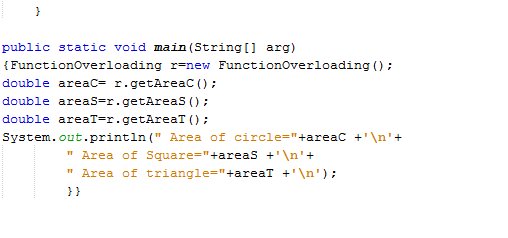 }
public static void main(String[] arg)
{FunctionOverloading r=new FunctionOverloading();
double areaC= r.getAreaC();
double areaS=r.getAreaS();
double areaT=r.getAreaT();
System.out.println(" Area of circle="+areaC +'\n'+
" Area of Square="+areaS +'\n'+
" Area of triangle="+areaT +'\n');
}}